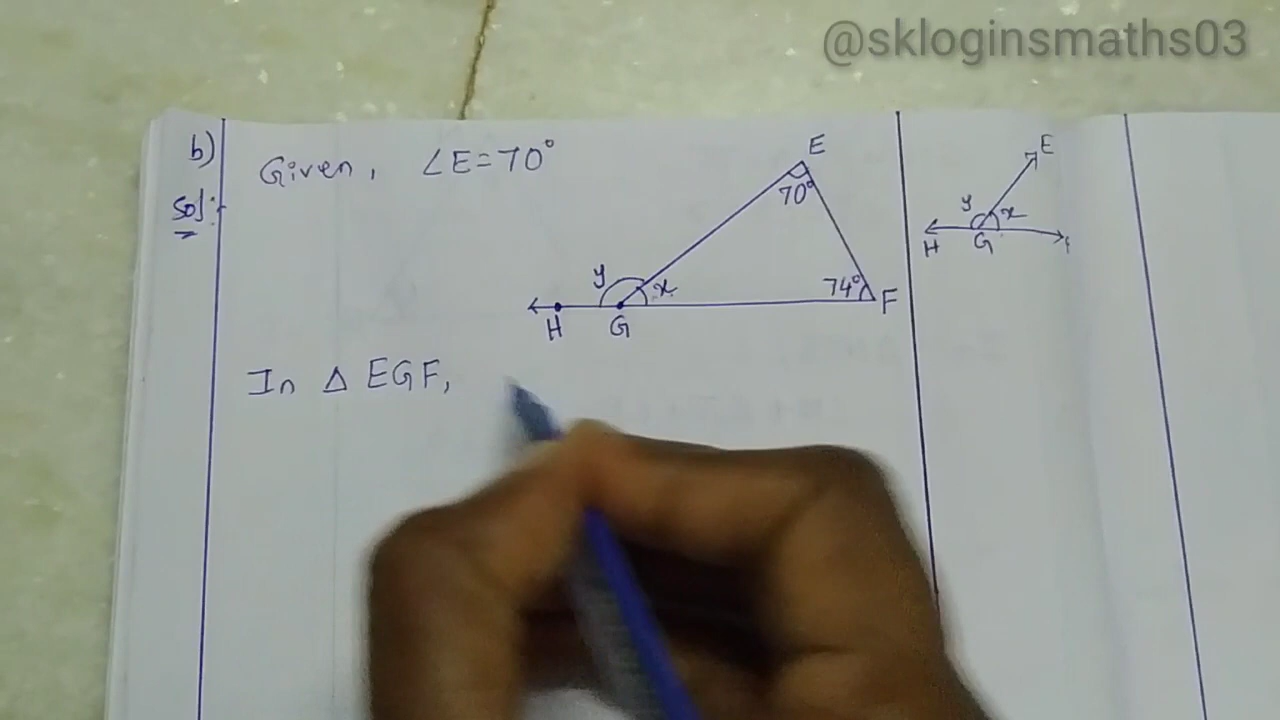 @skloginsmaths03
b)
Sol:-
Given, ∠E=70°
E
70°
y
x
74°
H
G
F
E
y
x
H
G
In Δ EGF,